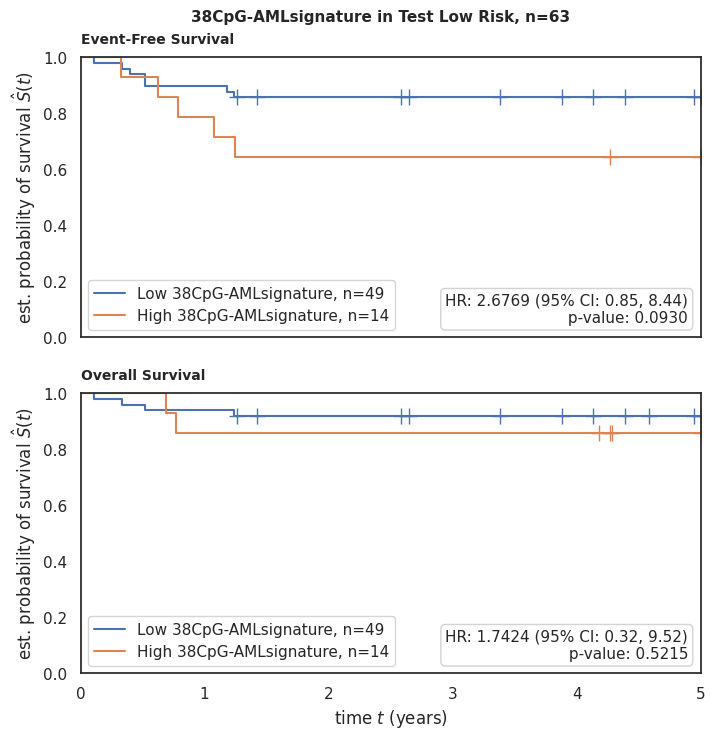 38CpG-AMLsignature in Test Low Risk, n=63
Event-Free Survival
est. probability of survival Ŝ(t)
1.0
0.8
0.6
0.4
0.2
0.0
Low 38CpG-AMLsignature, n=49
High 38CpG-AMLsignature, n=14
HR: 2.6769 (95% CI: 0.85, 8.44)
p-value: 0.0930
Overall Survival
est. probability of survival Ŝ(t)
1.0
0.8
0.6
0.4
0.2
0.0
Low 38CpG-AMLsignature, n=49
High 38CpG-AMLsignature, n=14
HR: 1.7424 (95% CI: 0.32, 9.52)
p-value: 0.5215
0 1 2 3 4 5
time t (years)